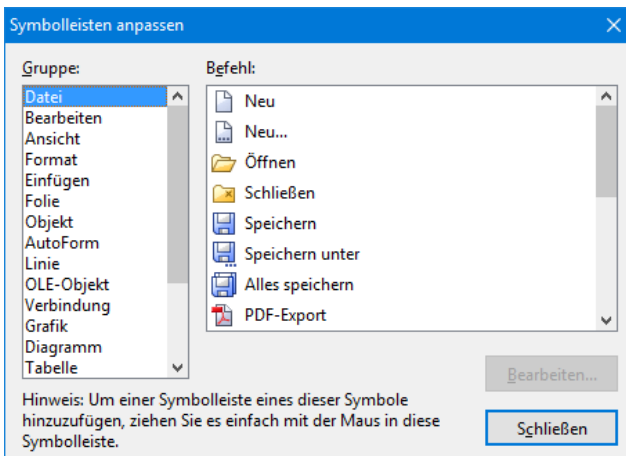 Symbolleisten anpassen
Gruppe:
Datei
Bearbeiten
Ansicht
Format
Einfügen
Folie
Objekt
AutoForm
Linie
OLE-Objekt
Verbindung
Grafik
Diagramm
Tabelle
Befehl:
Neu
Neu...
Öffnen
Schließen
Speichern
Speichern unter
Alles speichern
PDF-Export
Bearbeiten...
Hinweis: Um einer Symbolleiste eines dieser Symbole
hinzuzufügen, ziehen Sie es einfach mit der Maus in diese
Symbolleiste.
Schließen